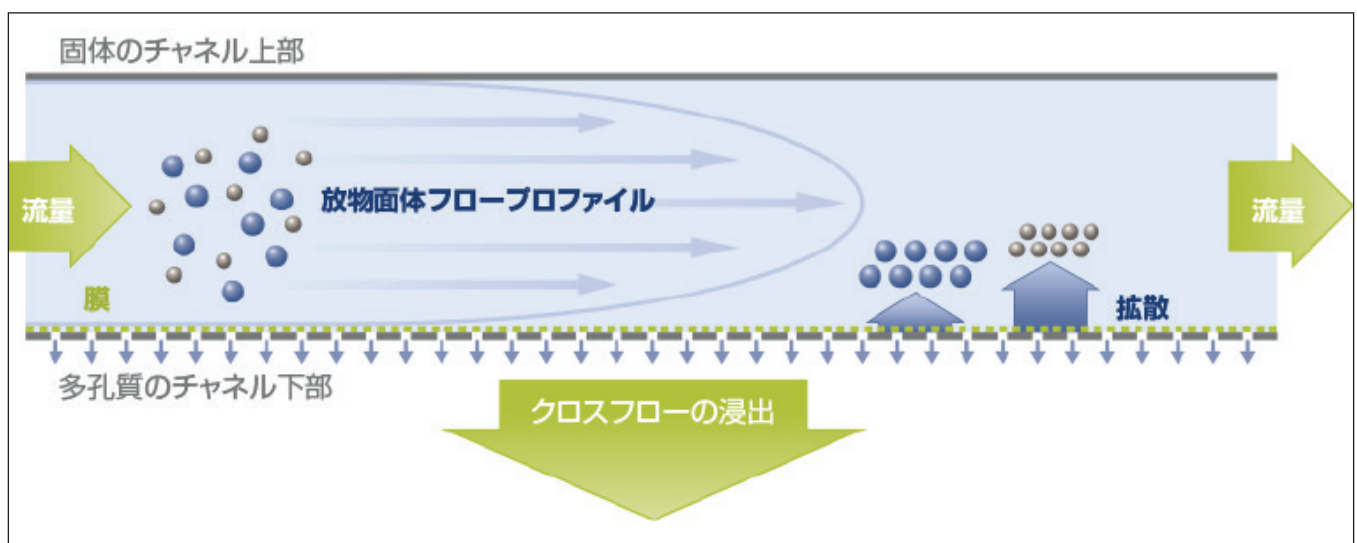 固体のチャネル上部
流量
放物面体フロープロファイル
流量
膜
拡散
多孔質のチャネル下部
クロスフローの浸出